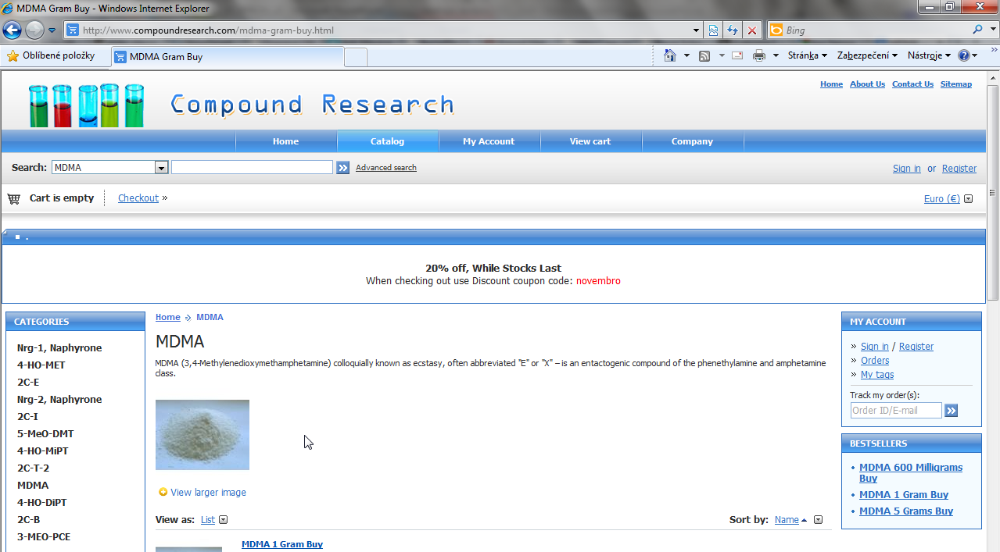 MDMA Gram Buy - Windows Internet Explorer
http://www.compoundresearch.com/mdma-gram-buy.html
Bing
Oblíbené položky
MDMA Gram Buy
Stránka
Zabezpečení
Nástroje
Home About Us Contact Us Sitemap
Compound Research
Home Catalog My Account View cart Company
Search: MDMA Advanced search
Sign in or Register
Cart is empty Checkout »
Euro (€)
20% off, While Stocks Last
When checking out use Discount coupon code: novembro
CATEGORIES
Nrg-1, Naphyrone
4-HO-MET
2C-E
Nrg-2, Naphyrone
2C-I
5-MeO-DMT
4-HO-MiPT
2C-T-2
MDMA
4-HO-DiPT
2C-B
3-MEO-PCE
Home MDMA
MDMA
MDMA (3,4-Methylenedioxymethamphetamine) colloquially known as ecstasy, often abbreviated "E" or "X" – is an entactogenic compound of the phenethylamine and amphetamine
class.
View larger image
View as: List
Sort by: Name
MDMA 1 Gram Buy
MY ACCOUNT
» Sign in / Register
» Orders
» My tags
Track my order(s):
Order ID/E-mail
BESTSELLERS
• MDMA 600 Milligrams
Buy
• MDMA 1 Gram Buy
• MDMA 5 Grams Buy